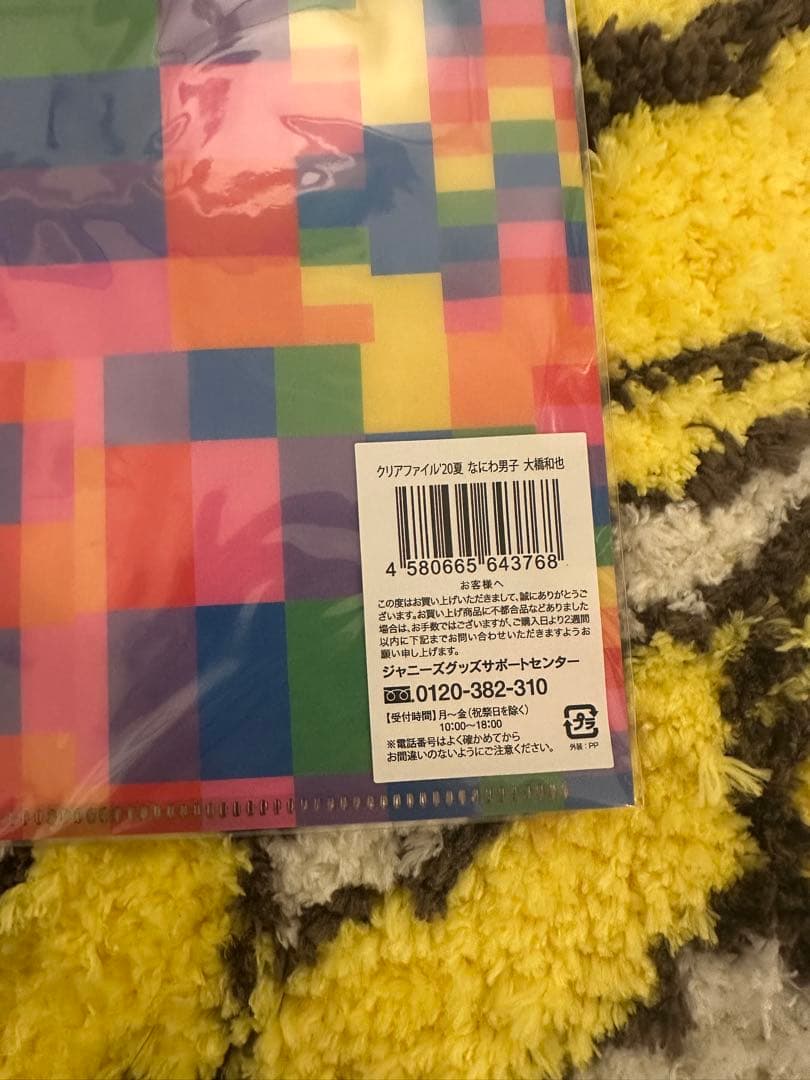 クリアファイル'20夏 なにわ男子 大橋和也
4 580665 643768
お客様へ
この度はお買い上げいただきまして、誠にありがとうご
ざいます。お買い上げ商品に不都合品などありました
場合は、お手数ではございますが、ご購入日より2週間
以内に下記までお問い合わせいただきますようお
願い申し上げます。
ジャニーズグッズサポートセンター
0120-382-310
【受付時間】月～金(祝祭日を除く)
10:00～18:00
※電話番号はよく確かめてから
お間違いのないようにご注意ください。
プラ
外装:PP